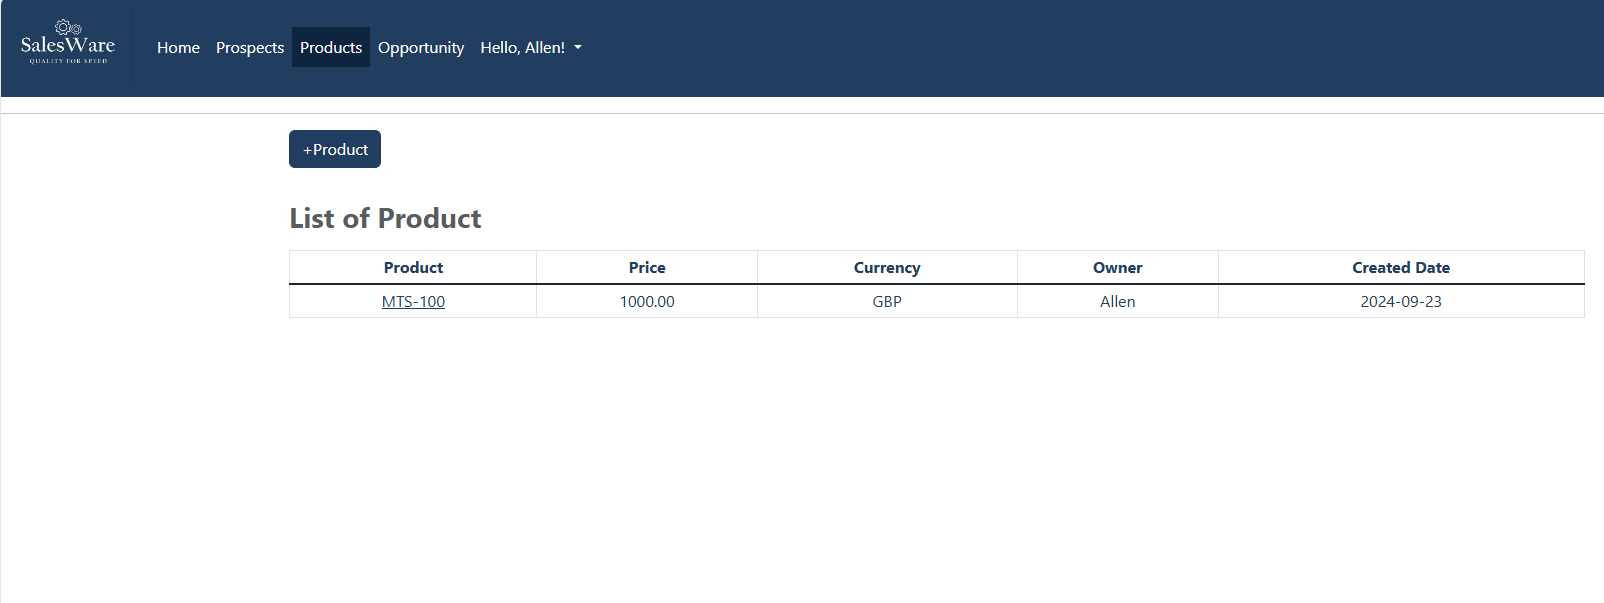 SalesWare
QUALITY FOR SPEED
Home Prospects Products Opportunity Hello, Allen!
+Product
List of Product
Product Price Currency Owner Created Date
MTS-100 1000.00 GBP Allen 2024-09-23